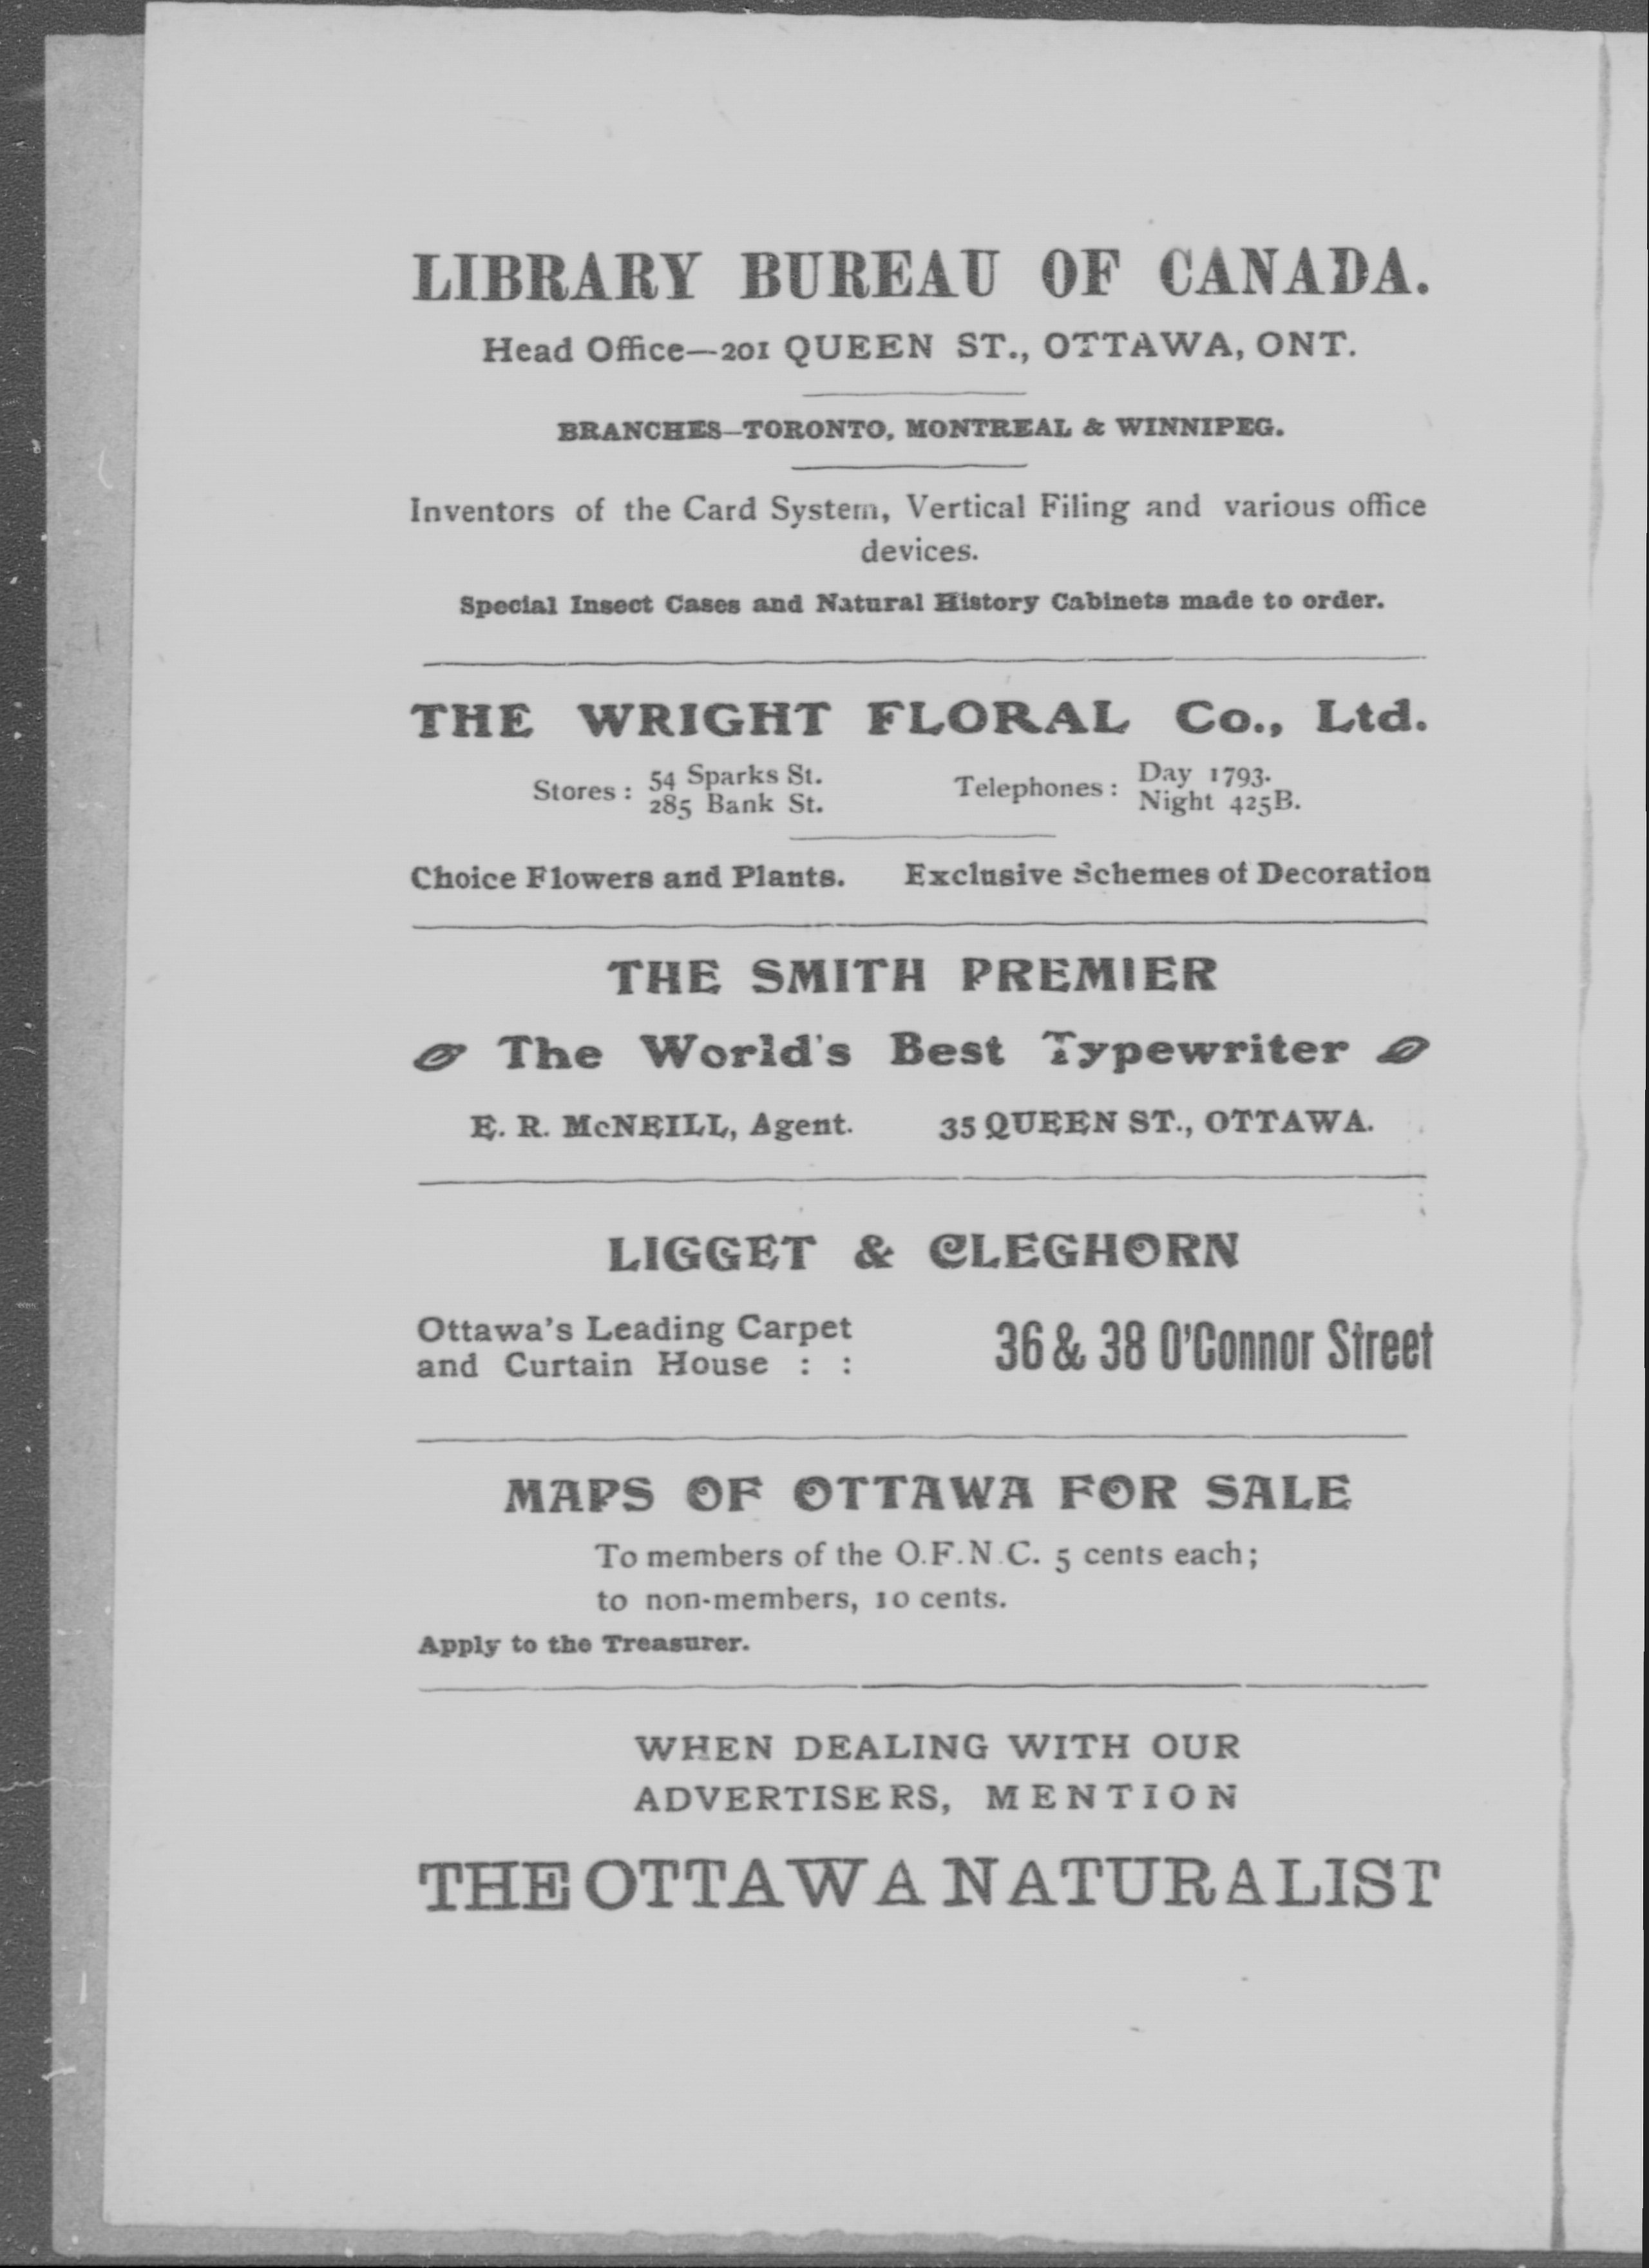 LIBRARY BUREAU OF CANADA.
Head Office—201 QUEEN ST., OTTAWA, ONT.
BRANCHES—TORONTO, MONTREAL & WINNIPEG.
Inventors of the Card System, Vertical Filing and various office
devices.
Special Insect Cases and Natural History Cabinets made to order.
THE WRIGHT FLORAL Co., Ltd.
Stores: 54 Sparks St.
285 Bank St.
Telephones: Day 1793.
Night 425B.
Choice Flowers and Plants. Exclusive Schemes of Decoration
THE SMITH PREMIER
The World's Best Typewriter
E. R. McNEILL, Agent. 35 QUEEN ST., OTTAWA.
LIGGET & CLEGHORN
Ottawa's Leading Carpet
and Curtain House : :
36 & 38 O'Connor Street
MAPS OF OTTAWA FOR SALE
To members of the O.F.N.C. 5 cents each;
to non-members, 10 cents.
Apply to the Treasurer.
WHEN DEALING WITH OUR
ADVERTISERS, MENTION
THE OTTAWA NATURALIST